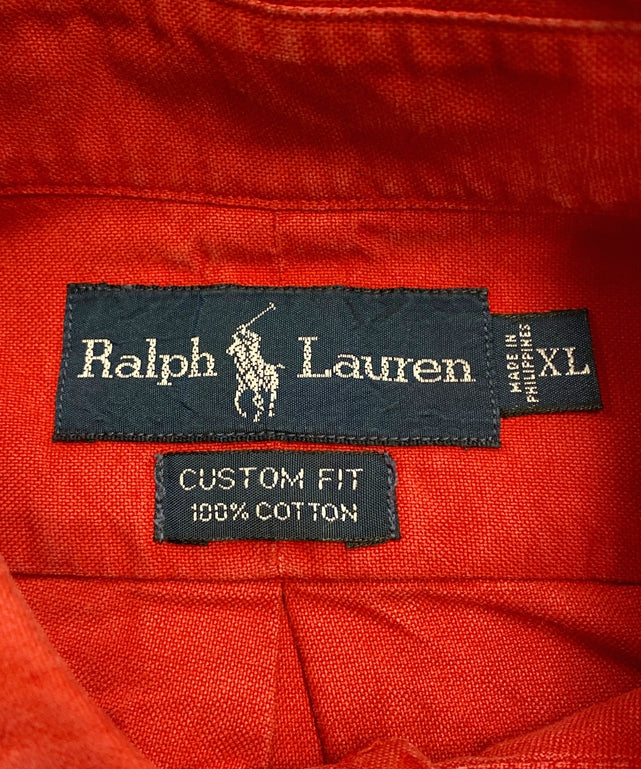 Ralph Lauren
MADE IN
PHILIPPINES
XL
CUSTOM FIT
100% COTTON